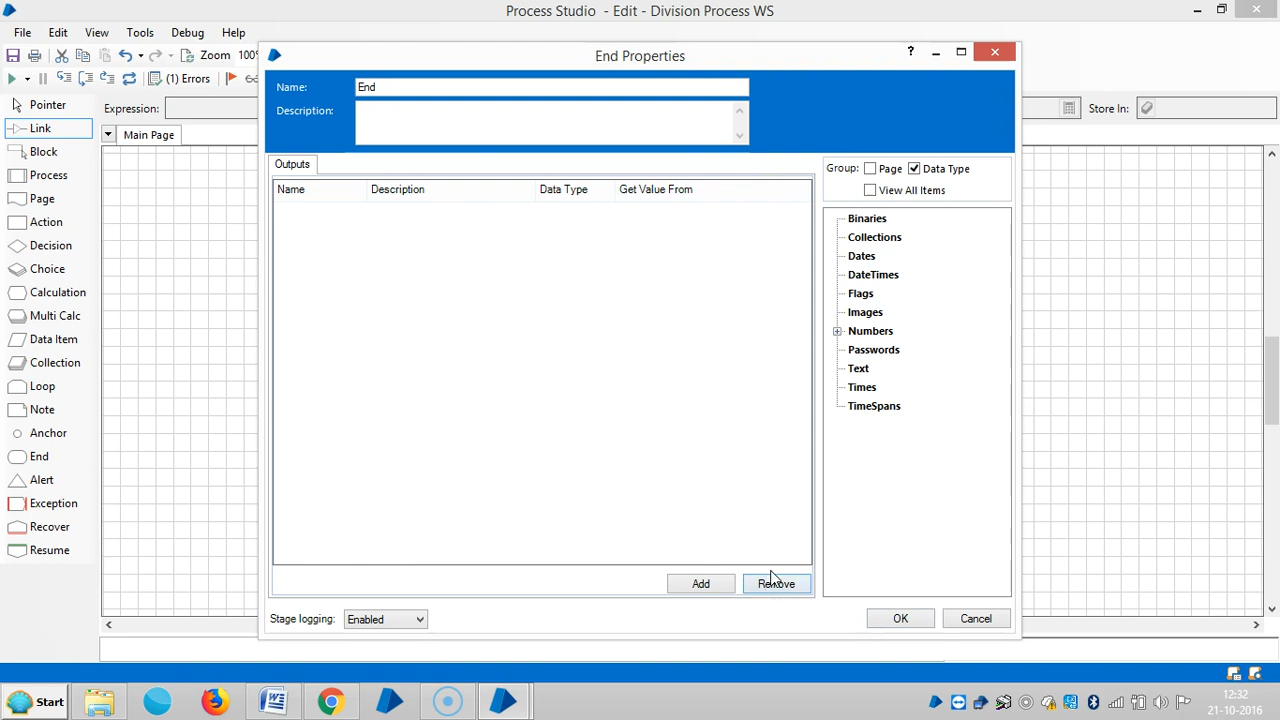 Process Studio - Edit - Division Process WS
File Edit View Tools Debug Help
Zoom 100%
(1) Errors
Expression:
Store In:
Main Page
Pointer
Link
Block
Process
Page
Action
Decision
Choice
Calculation
Multi Calc
Data Item
Collection
Loop
Note
Anchor
End
Alert
Exception
Recover
Resume
End Properties
?
Name: End
Description:
Outputs
Name Description Data Type Get Value From
Group: Page Data Type
View All Items
Binaries
Collections
Dates
DateTimes
Flags
Images
Numbers
Passwords
Text
Times
TimeSpans
Add Remove
Stage logging: Enabled
OK Cancel
Start
12:32
21-10-2016